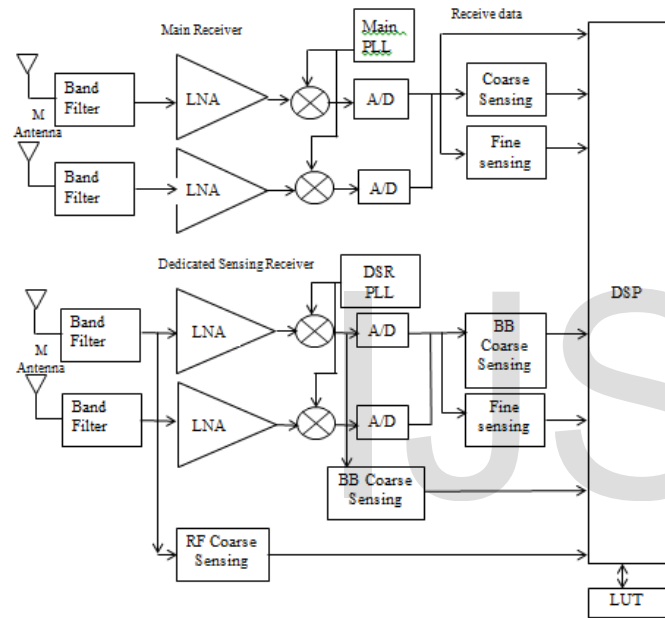 Main Receiver
Main
PLL
Receive data
Band
Filter
LNA
A/D
Coarse
Sensing
M
Antenna
Fine
sensing
Band
Filter
LNA
A/D
Dedicated Sensing Receiver
DSR
PLL
DSP
Band
Filter
LNA
A/D
BB
Coarse
Sensing
M
Antenna
Band
Filter
LNA
A/D
Fine
sensing
BB Coarse
Sensing
RF Coarse
Sensing
LUT
IJS